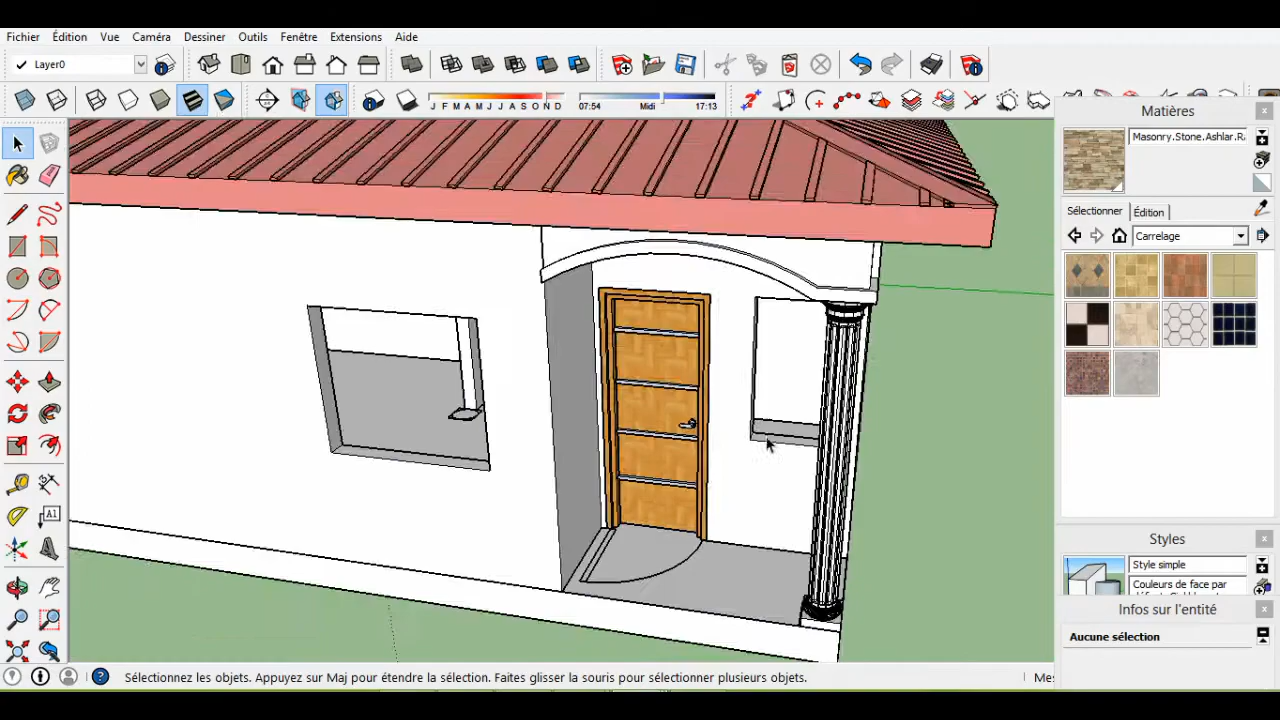 Fichier Édition Vue Caméra Dessiner Outils Fenêtre Extensions Aide
Layer0
J F M A M J J A S O N D
07:54 Midi 17:13
Matières
Masonry.Stone.Ashlar.R
Sélectionner Édition
Carrelage
A1
Styles
Style simple
Couleurs de face par
Infos sur l'entité
Aucune sélection
Sélectionnez les objets. Appuyez sur Maj pour étendre la sélection. Faites glisser la souris pour sélectionner plusieurs objets.
Me